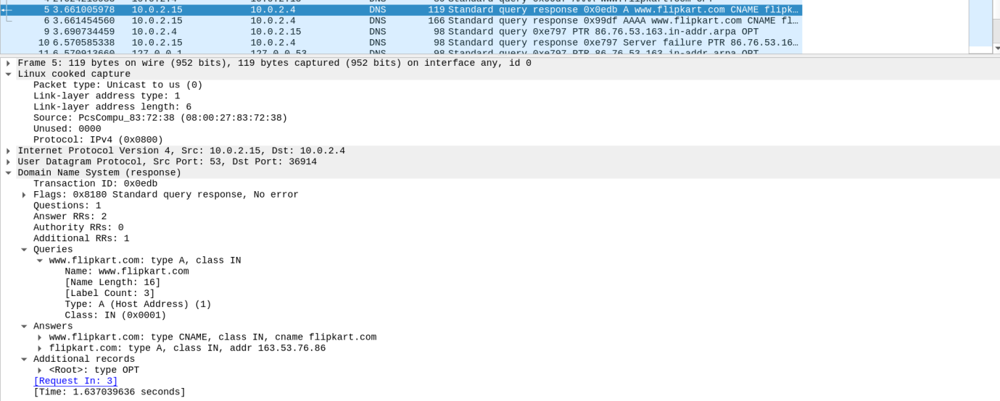 5 3.661005978 10.0.2.15 10.0.2.4 DNS 119 Standard query response 0x0edb A www.flipkart.com CNAME flipk…
6 3.661454560 10.0.2.15 10.0.2.4 DNS 166 Standard query response 0x99df AAAA www.flipkart.com CNAME fl…
9 3.690734459 10.0.2.4 10.0.2.15 DNS 98 Standard query 0xe797 PTR 86.76.53.163.in-addr.arpa OPT
10 6.570585338 10.0.2.15 10.0.2.4 DNS 98 Standard query response 0xe797 Server failure PTR 86.76.53.16…
11 6.570913660 127.0.0.1 127.0.0.53 DNS 98 Standard query 0xe797 PTR 86.76.53.163.in-addr.arpa OPT
Frame 5: 119 bytes on wire (952 bits), 119 bytes captured (952 bits) on interface any, id 0
Linux cooked capture
Packet type: Unicast to us (0)
Link-layer address type: 1
Link-layer address length: 6
Source: PcsCompu_83:72:38 (08:00:27:83:72:38)
Unused: 0000
Protocol: IPv4 (0x0800)
Internet Protocol Version 4, Src: 10.0.2.15, Dst: 10.0.2.4
User Datagram Protocol, Src Port: 53, Dst Port: 36914
Domain Name System (response)
Transaction ID: 0x0edb
Flags: 0x8180 Standard query response, No error
Questions: 1
Answer RRs: 2
Authority RRs: 0
Additional RRs: 1
Queries
www.flipkart.com: type A, class IN
Name: www.flipkart.com
[Name Length: 16]
[Label Count: 3]
Type: A (Host Address) (1)
Class: IN (0x0001)
Answers
www.flipkart.com: type CNAME, class IN, cname flipkart.com
flipkart.com: type A, class IN, addr 163.53.76.86
Additional records
<Root>: type OPT
[Request In: 3]
[Time: 1.637039636 seconds]